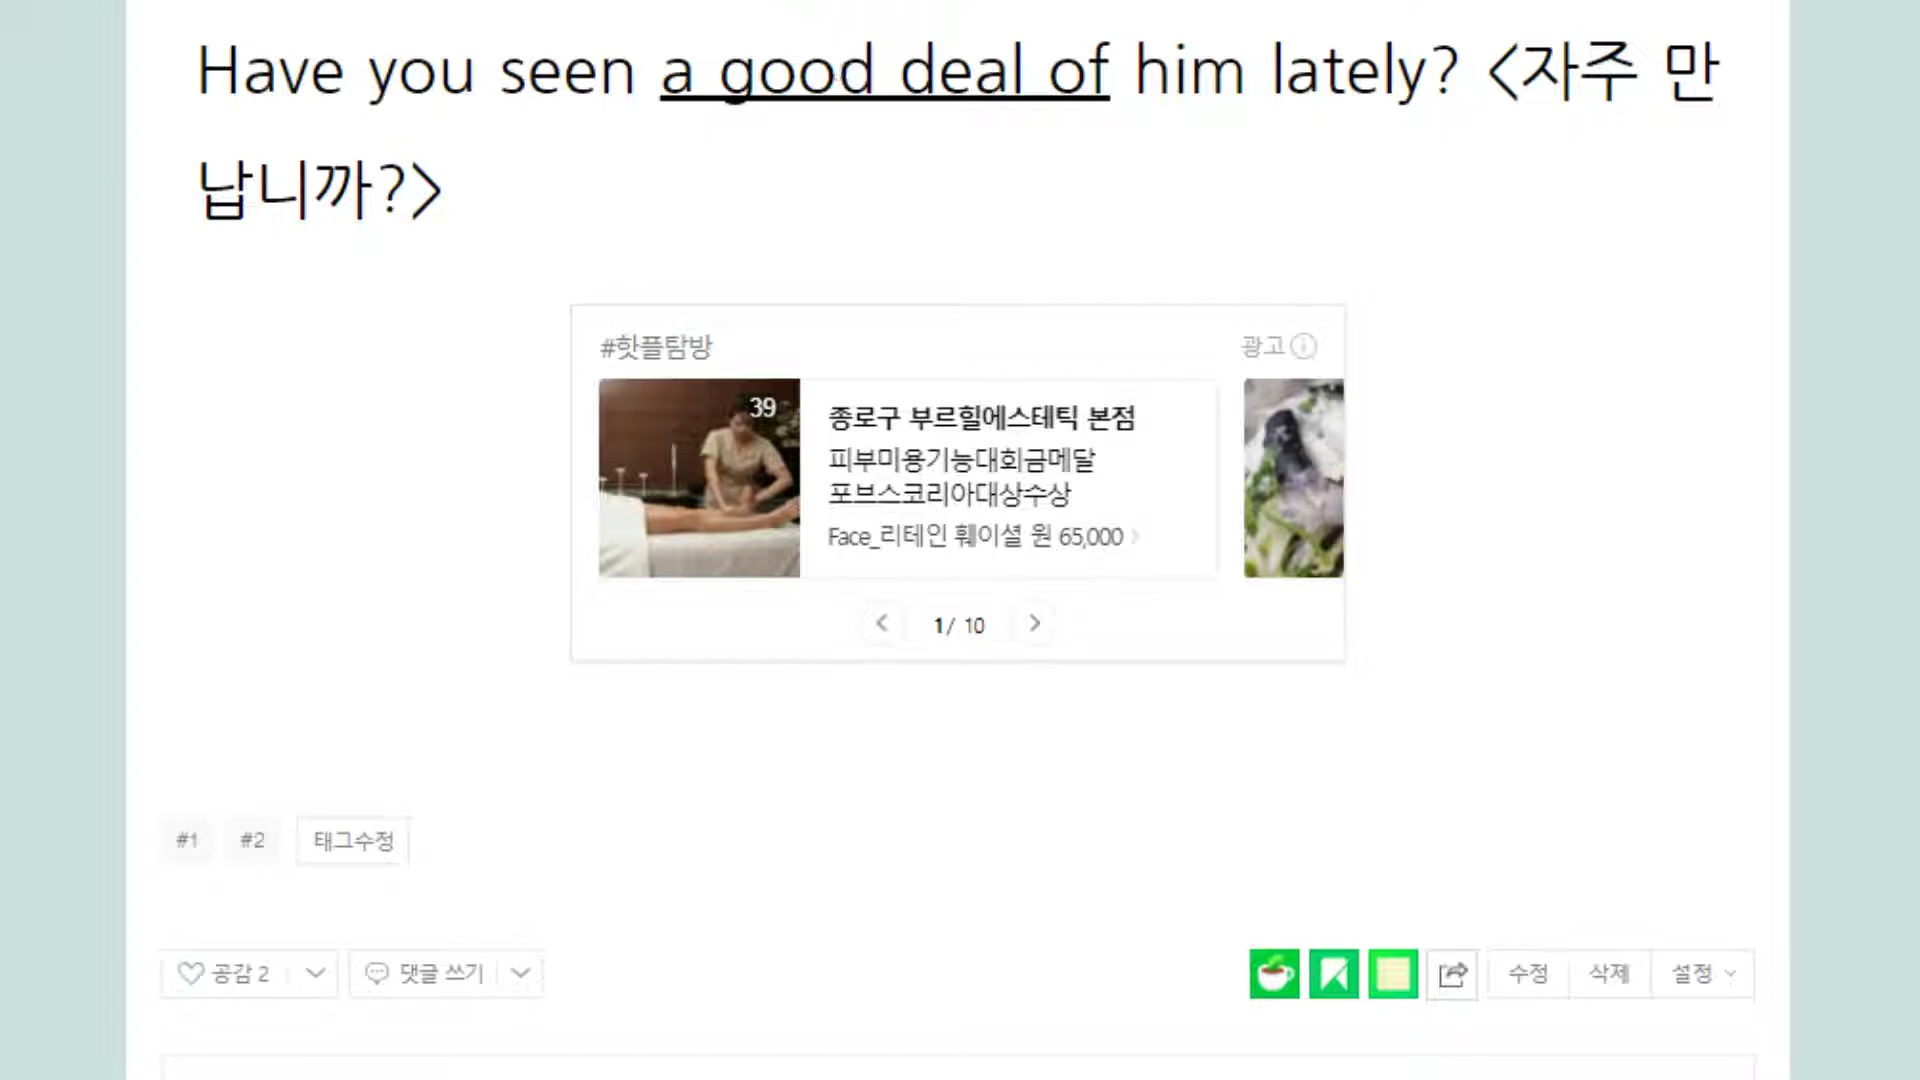 Have you seen a good deal of him lately? <자주 만
납니까?>
#핫플탐방
광고
39
종로구 부르힐에스테틱 본점
피부미용기능대회금메달
포브스코리아대상수상
Face_리테인 훼이셜 원 65,000
1 / 10
#1 #2 태그수정
공감 2 댓글 쓰기 수정 삭제 설정